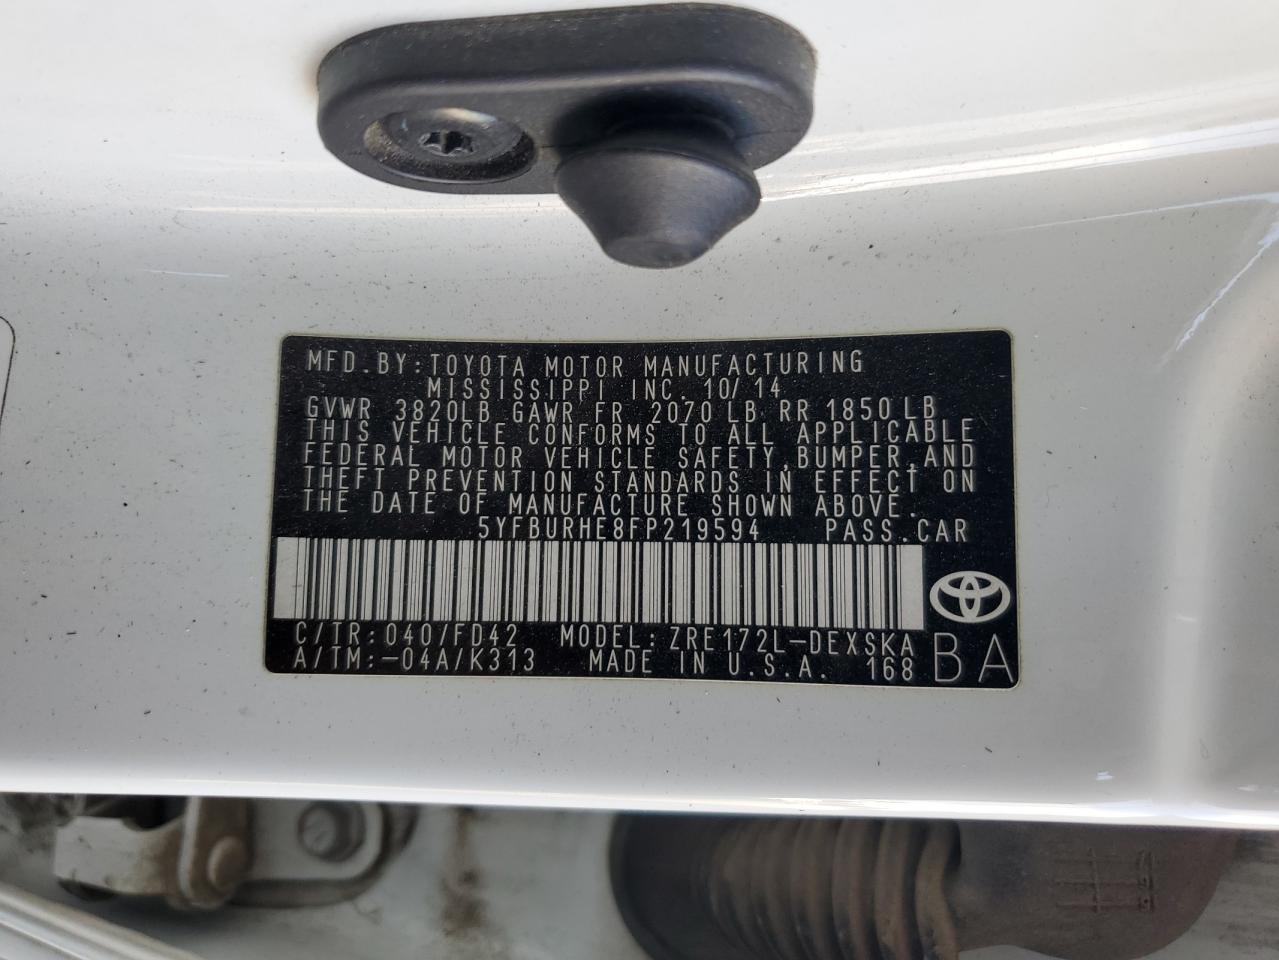 MFD.BY:TOYOTA MOTOR MANUFACTURING
MISSISSIPPI INC. 10/14
GVWR 3820LB GAWR FR 2070 LB RR 1850 LB
THIS VEHICLE CONFORMS TO ALL APPLICABLE
FEDERAL MOTOR VEHICLE SAFETY,BUMPER,AND
THEFT PREVENTION STANDARDS IN EFFECT ON
THE DATE OF MANUFACTURE SHOWN ABOVE.
5YFBURHE8FP219594 PASS.CAR
C/TR:040/FD42 MODEL:ZRE172L-DEXSKA
A/TM:-04A/K313 MADE IN U.S.A. 168 BA